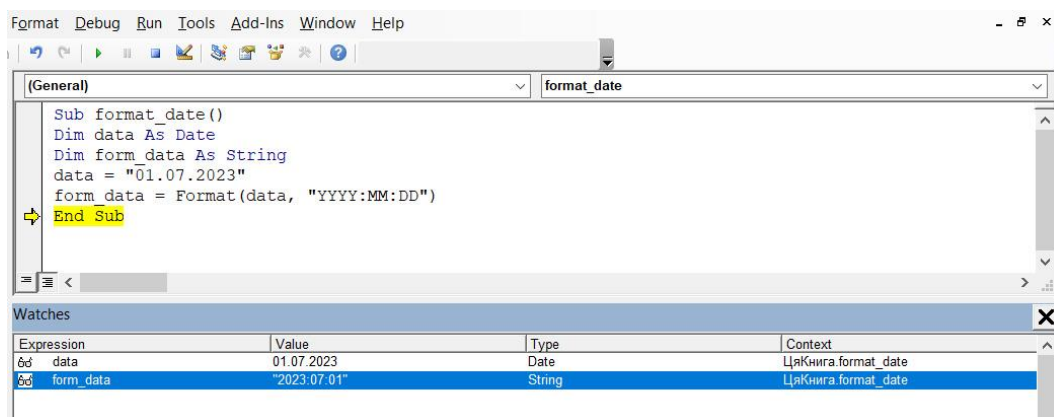 Format Debug Run Tools Add-Ins Window Help
(General) format_date
Sub format_date()
Dim data As Date
Dim form_data As String
data = "01.07.2023"
form_data = Format(data, "YYYY:MM:DD")
End Sub
Watches
Expression Value Type Context
data 01.07.2023 Date ЦяКнига.format_date
form_data "2023:07:01" String ЦяКнига.format_date